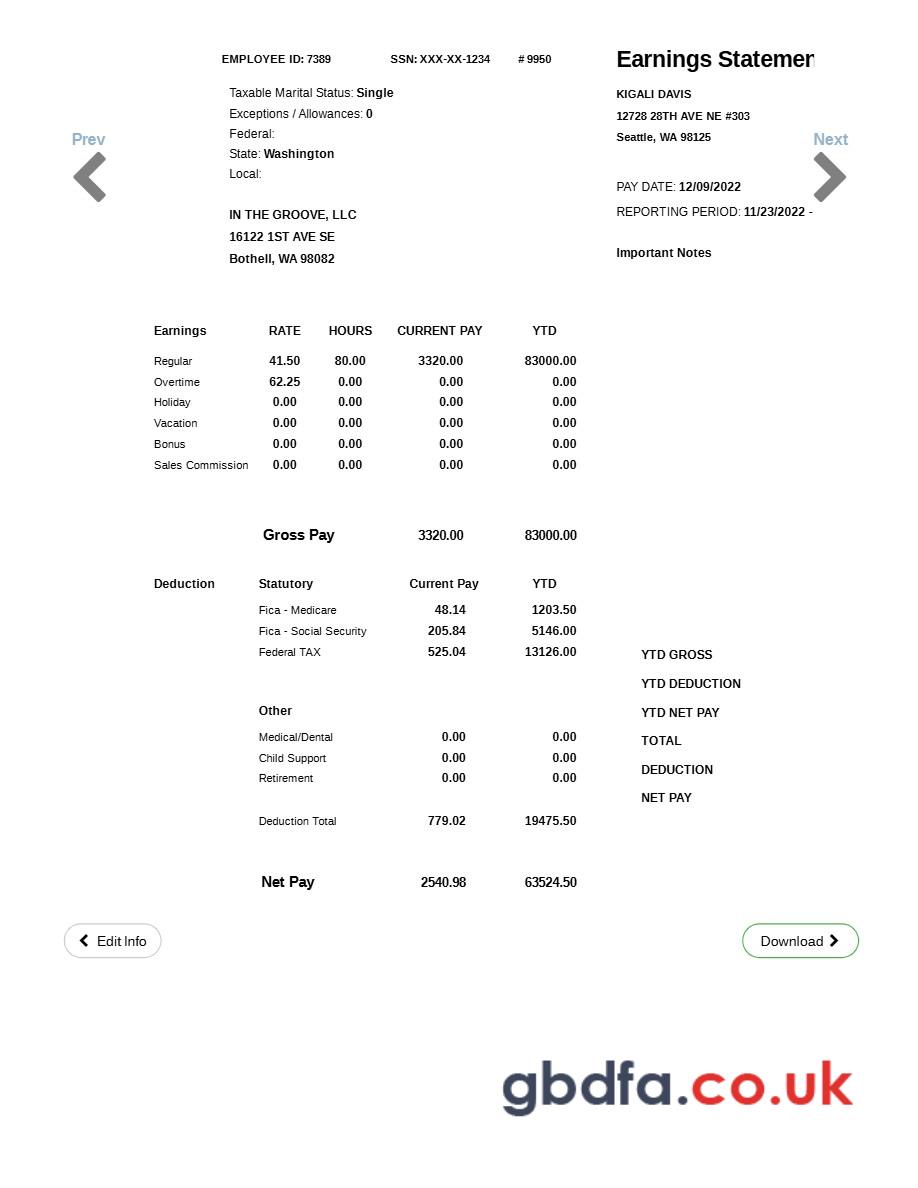 EMPLOYEE ID: 7389 SSN: XXX-XX-1234 # 9950
Earnings Statemen
Taxable Marital Status: Single
Exceptions / Allowances: 0
Federal:
State: Washington
Local:
KIGALI DAVIS
12728 28TH AVE NE #303
Seattle, WA 98125
Prev
Next
PAY DATE: 12/09/2022
REPORTING PERIOD: 11/23/2022 -
IN THE GROOVE, LLC
16122 1ST AVE SE
Bothell, WA 98082
Important Notes
Earnings RATE HOURS CURRENT PAY YTD
Regular 41.50 80.00 3320.00 83000.00
Overtime 62.25 0.00 0.00 0.00
Holiday 0.00 0.00 0.00 0.00
Vacation 0.00 0.00 0.00 0.00
Bonus 0.00 0.00 0.00 0.00
Sales Commission 0.00 0.00 0.00 0.00
Gross Pay 3320.00 83000.00
Deduction Statutory Current Pay YTD
Fica - Medicare 48.14 1203.50
Fica - Social Security 205.84 5146.00
Federal TAX 525.04 13126.00
Other
Medical/Dental 0.00 0.00
Child Support 0.00 0.00
Retirement 0.00 0.00
Deduction Total 779.02 19475.50
YTD GROSS
YTD DEDUCTION
YTD NET PAY
TOTAL
DEDUCTION
NET PAY
Net Pay 2540.98 63524.50
Edit Info
Download
gbdfa.co.uk